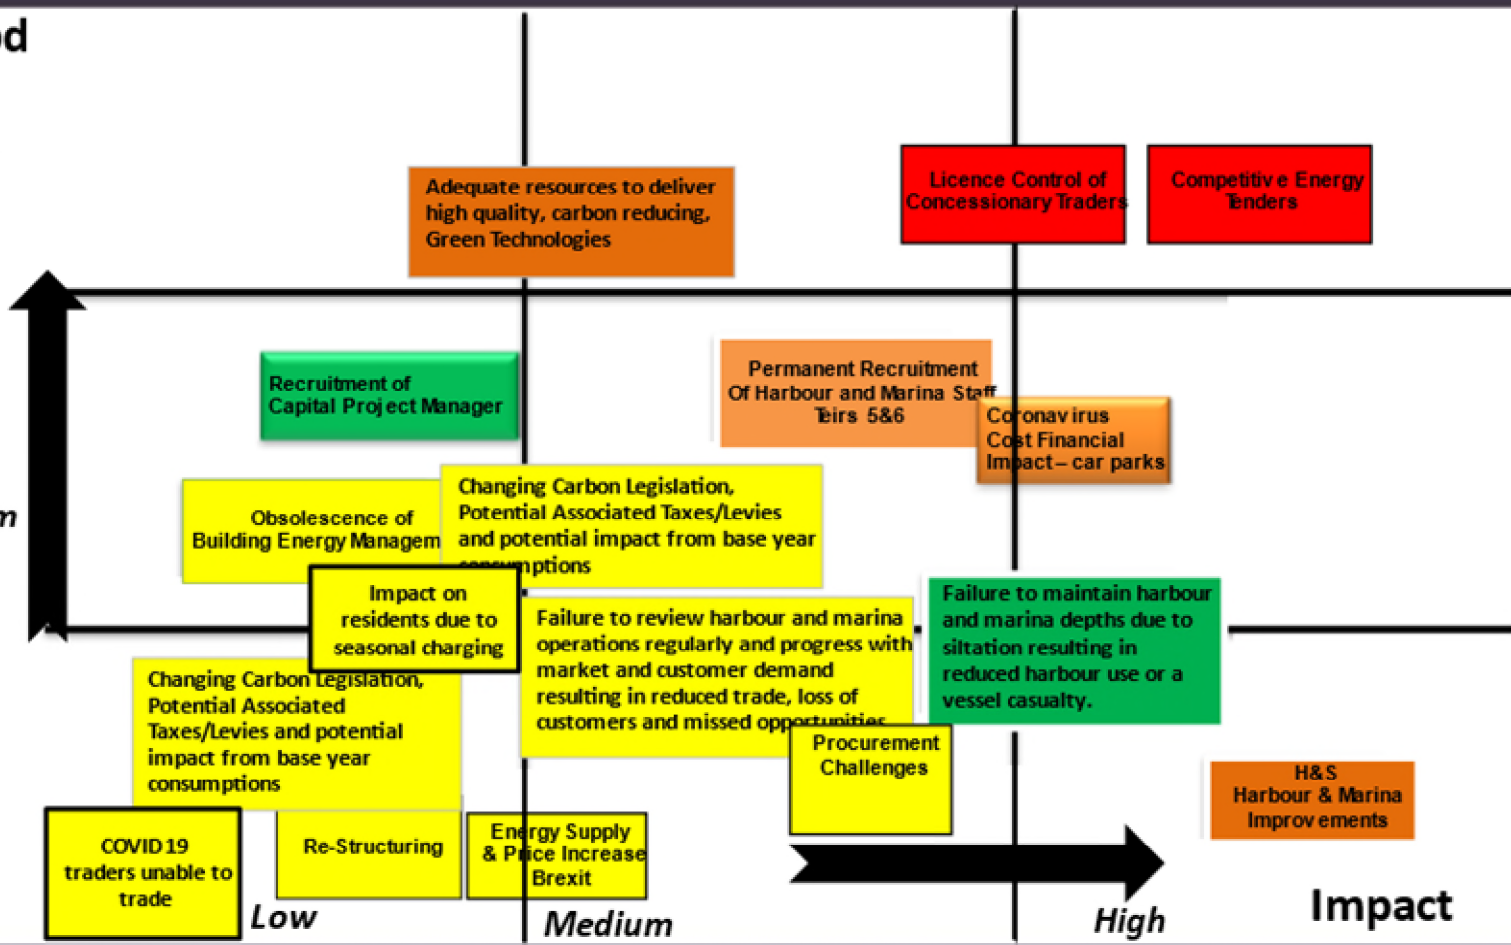 Adequate resources to deliver
high quality, carbon reducing,
Green Technologies
Licence Control of
Concessionary Traders
Competitive Energy
Tenders
Recruitment of
Capital Project Manager
Permanent Recruitment
Of Harbour and Marina Staff
Teirs 5&6
Coronavirus
Cost Financial
Impact – car parks
Obsolescence of
Building Energy Managem
Changing Carbon Legislation,
Potential Associated Taxes/Levies
and potential impact from base year
consumptions
Impact on
residents due to
seasonal charging
Failure to review harbour and marina
operations regularly and progress with
market and customer demand
resulting in reduced trade, loss of
customers and missed opportunities
Failure to maintain harbour
and marina depths due to
siltation resulting in
reduced harbour use or a
vessel casualty.
Changing Carbon Legislation,
Potential Associated
Taxes/Levies and potential
impact from base year
consumptions
Procurement
Challenges
H&S
Harbour & Marina
Improvements
COVID 19
traders unable to
trade
Re-Structuring
Energy Supply
& Price Increase
Brexit
Low
Medium
High
Impact